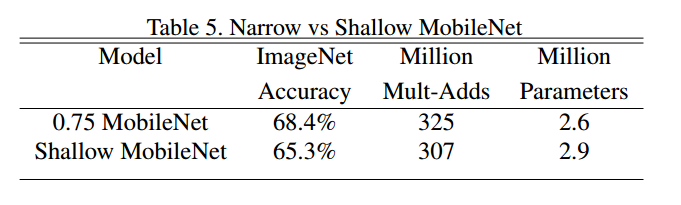 Table 5. Narrow vs Shallow MobileNet
Model ImageNet Million Million
Accuracy Mult-Adds Parameters
0.75 MobileNet 68.4% 325 2.6
Shallow MobileNet 65.3% 307 2.9